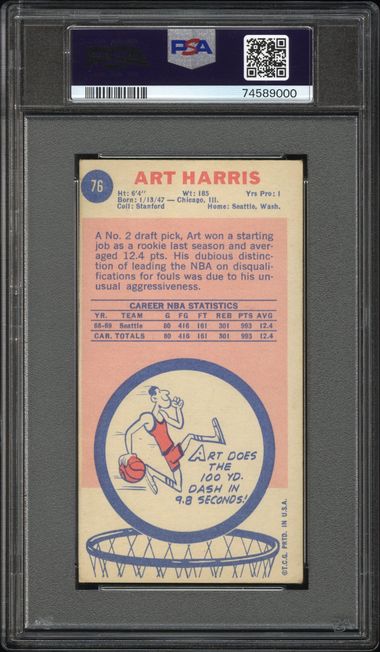 PSA
74589000
76
ART HARRIS
Ht: 6'4" Wt: 185 Yrs Pro: 1
Born: 1/13/47 — Chicago, Ill.
Coll: Stanford Home: Seattle, Wash.
A No. 2 draft pick, Art won a starting
job as a rookie last season and aver-
aged 12.4 pts. His dubious distinc-
tion of leading the NBA on disquali-
fications for fouls was due to his un-
usual aggressiveness.
CAREER NBA STATISTICS
YR. TEAM G FG FT REB PTS AVG
68-69 Seattle 80 416 161 301 993 12.4
CAR. TOTALS 80 416 161 301 993 12.4
ART DOES
THE
100 YD.
DASH IN
9.8 SECONDS!
©T.C.G. PRTD. IN U.S.A.